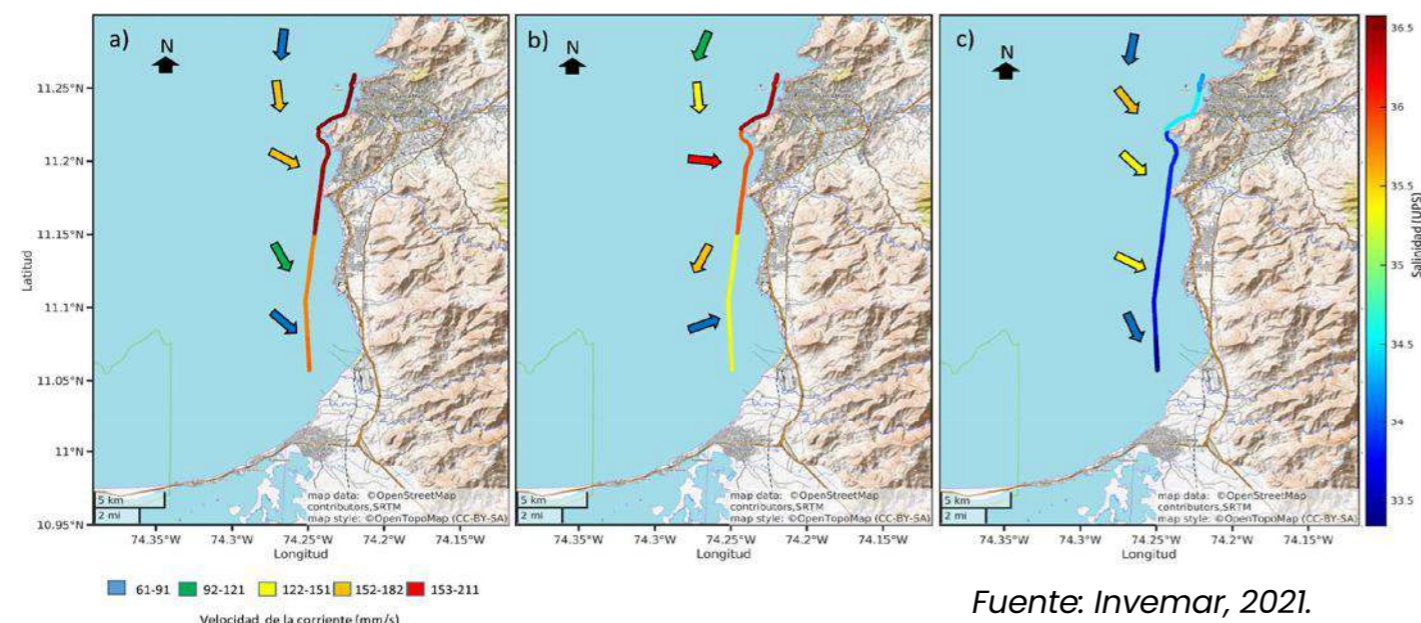 a)
N
b)
N
c)
N
11.25°N
11.2°N
11.15°N
11.1°N
11.05°N
11°N
10.95°N
Latitud
5 km
2 mi
map data: ©OpenStreetMap
contributors,SRTM
map style: ©OpenTopoMap (CC-BY-SA)
5 km
2 mi
map data: ©OpenStreetMap
contributors,SRTM
map style: ©OpenTopoMap (CC-BY-SA)
5 km
2 mi
map data: ©OpenStreetMap
contributors,SRTM
map style: ©OpenTopoMap (CC-BY-SA)
74.35°W 74.3°W 74.25°W 74.2°W 74.15°W
Longitud
74.35°W 74.3°W 74.25°W 74.2°W 74.15°W
Longitud
74.35°W 74.3°W 74.25°W 74.2°W 74.15°W
Longitud
36.5
36
35.5
35
34.5
34
33.5
Salinidad (UPS)
61-91 92-121 122-151 152-182 153-211
Velocidad de la corriente (mm/s)
Fuente: Invemar, 2021.